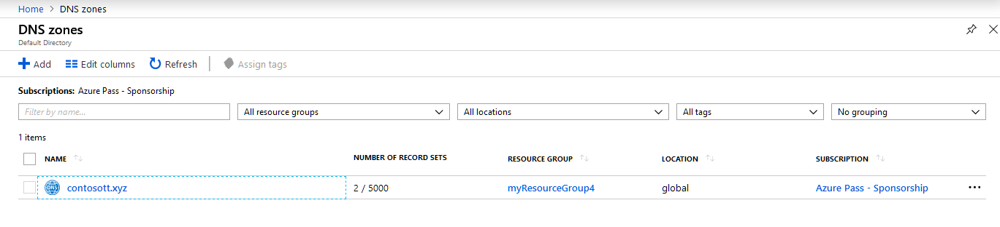 Home > DNS zones
DNS zones
Default Directory
Add Edit columns Refresh Assign tags
Subscriptions: Azure Pass - Sponsorship
Filter by name... All resource groups All locations All tags No grouping
1 items
NAME NUMBER OF RECORD SETS RESOURCE GROUP LOCATION SUBSCRIPTION
DNS contosott.xyz 2 / 5000 myResourceGroup4 global Azure Pass - Sponsorship